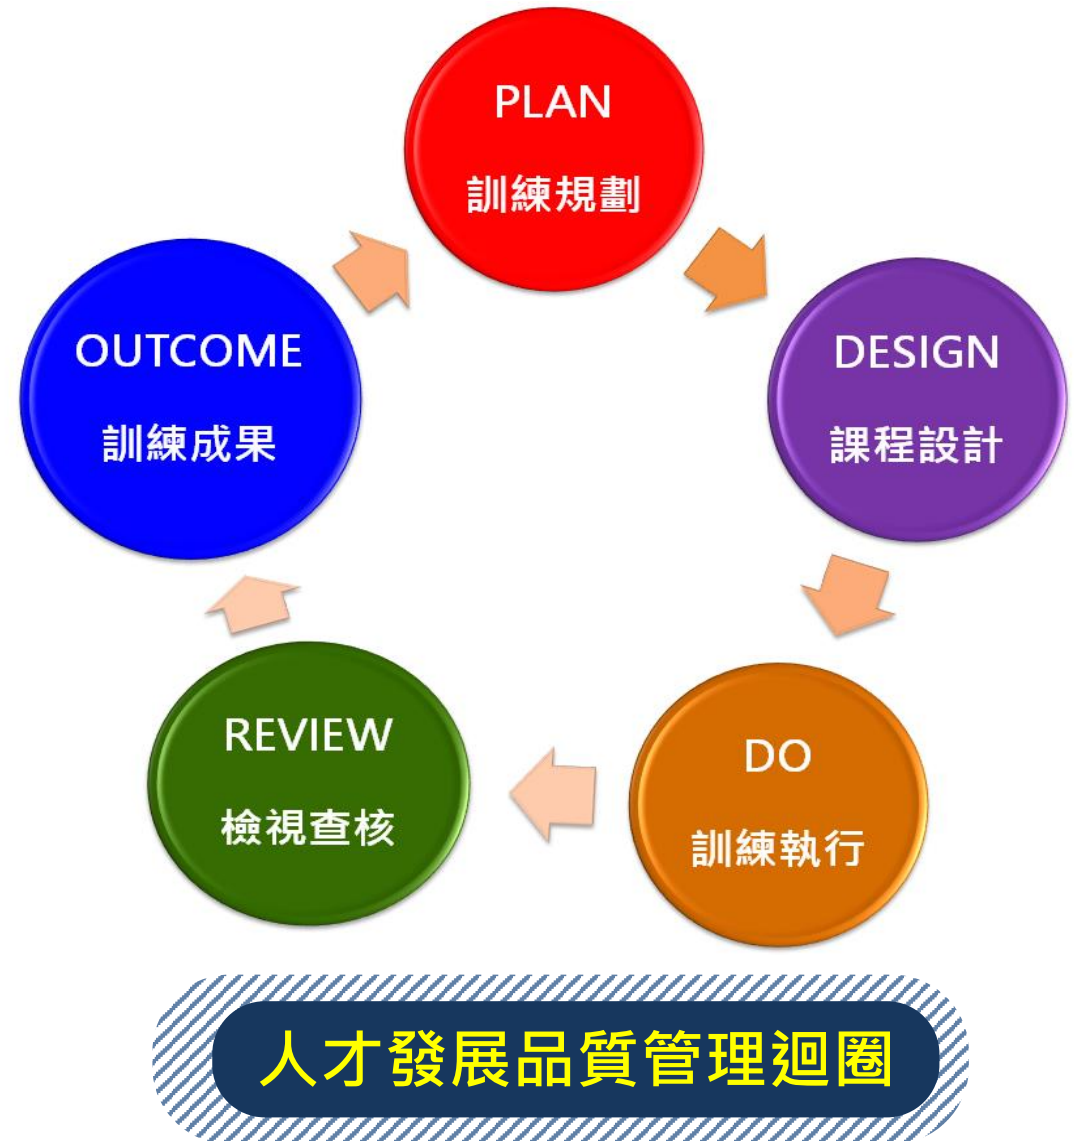 PLAN
訓練規劃
DESIGN
課程設計
DO
訓練執行
REVIEW
檢視查核
OUTCOME
訓練成果
人才發展品質管理迴圈